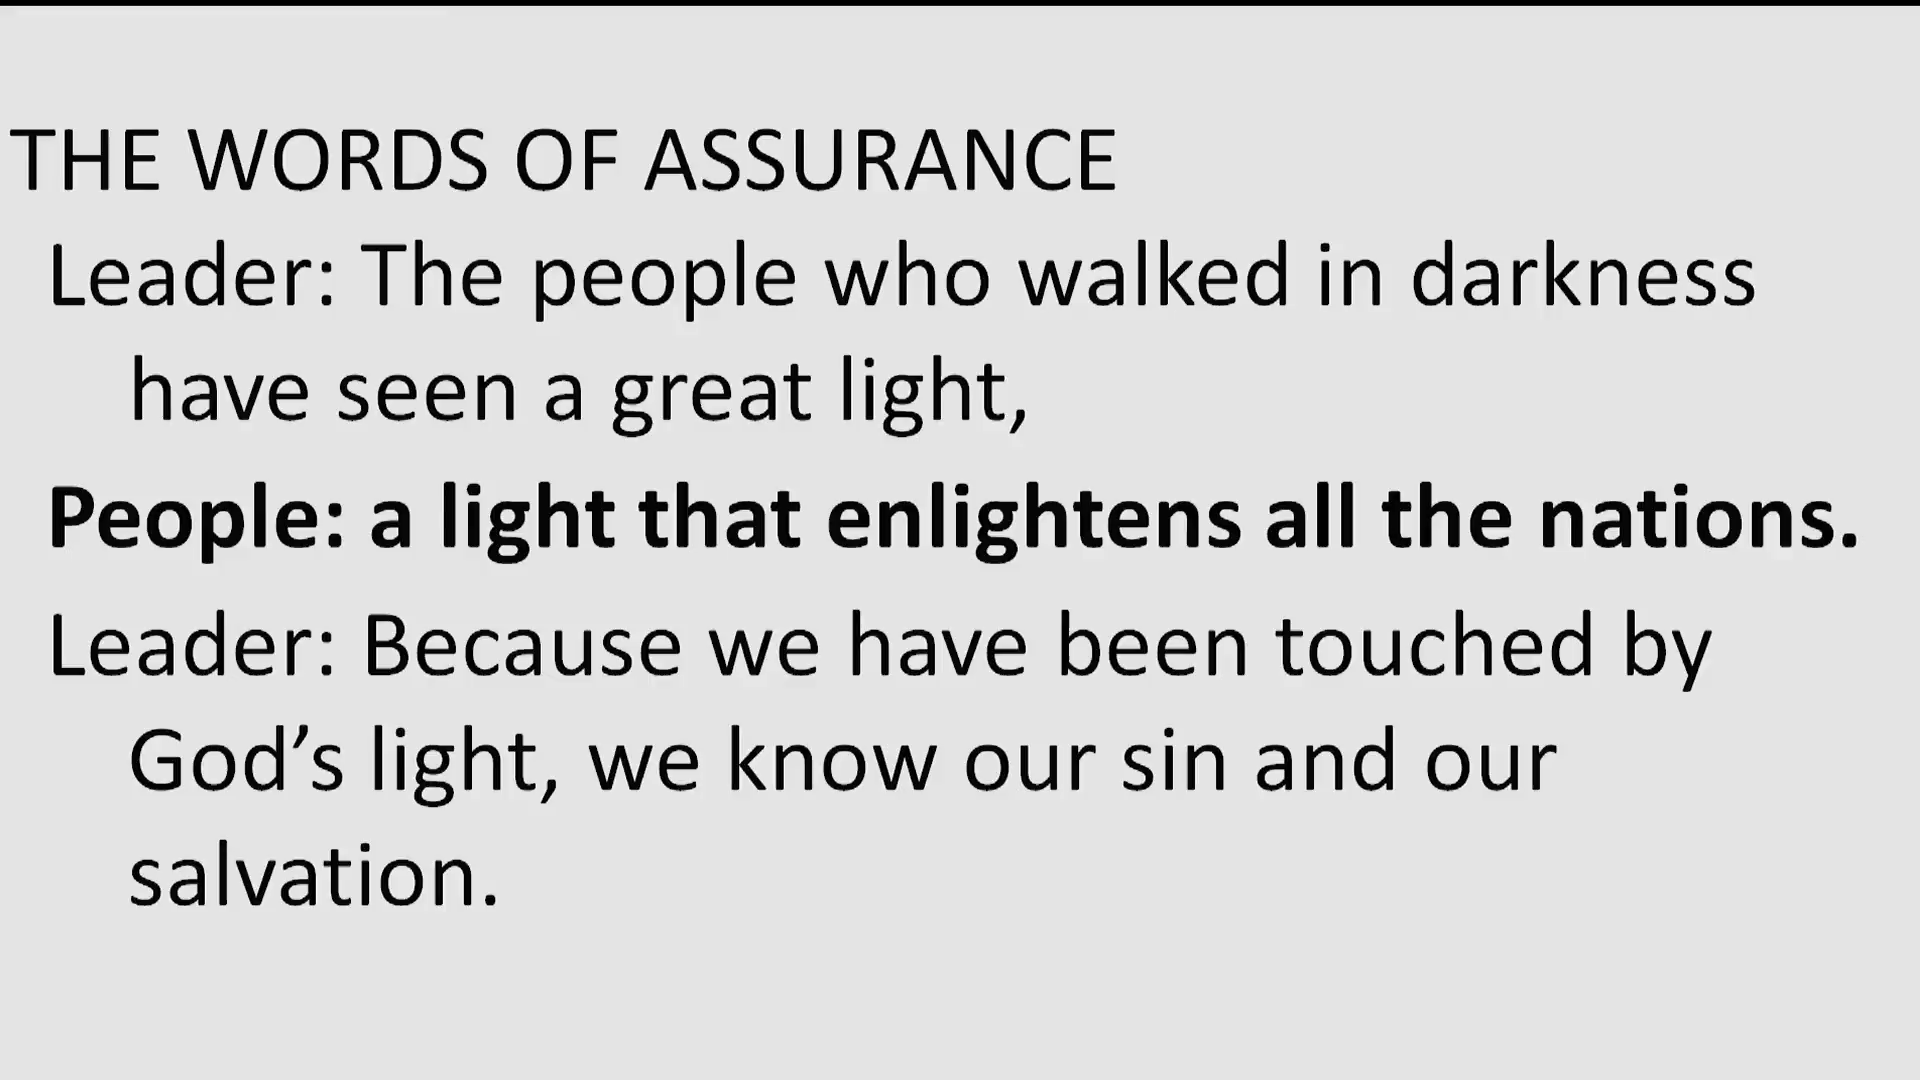 THE WORDS OF ASSURANCE
Leader: The people who walked in darkness
have seen a great light,
People: a light that enlightens all the nations.
Leader: Because we have been touched by
God’s light, we know our sin and our
salvation.